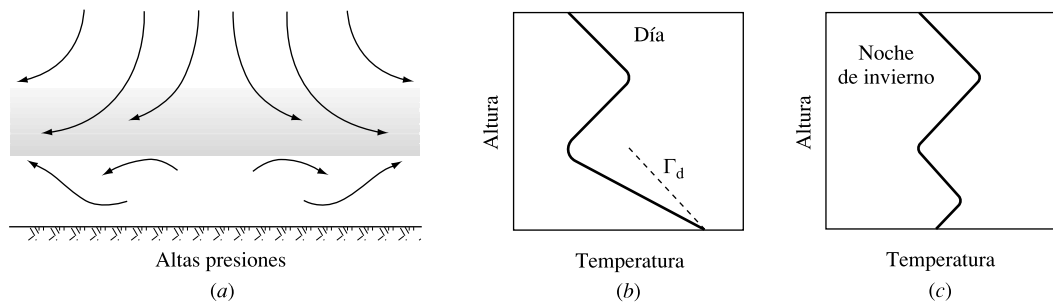 Altas presiones
(a)
Altura
Día
Γd
Temperatura
(b)
Altura
Noche
de invierno
Temperatura
(c)